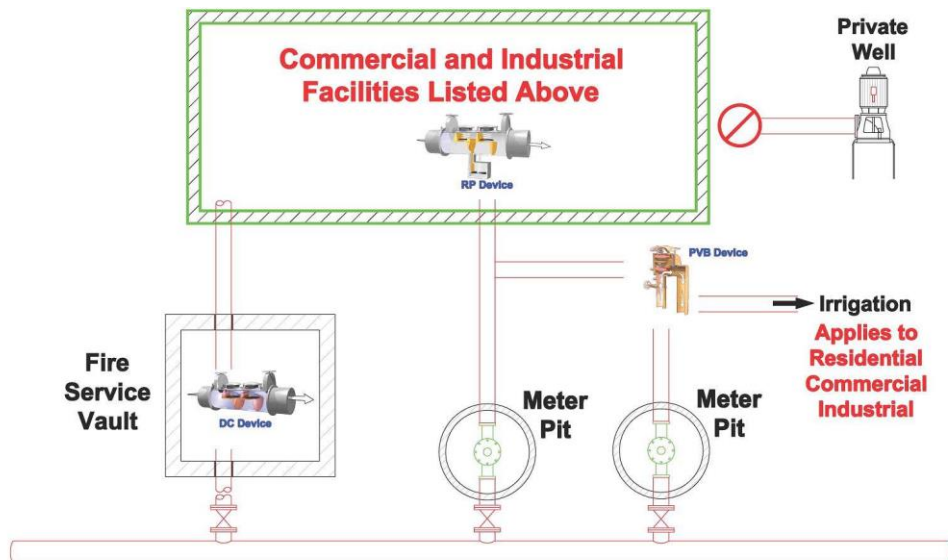 Commercial and Industrial
Facilities Listed Above
RP Device
Private
Well
PVB Device
Irrigation
Applies to
Residential
Commercial
Industrial
Fire
Service
Vault
DC Device
Meter
Pit
Meter
Pit